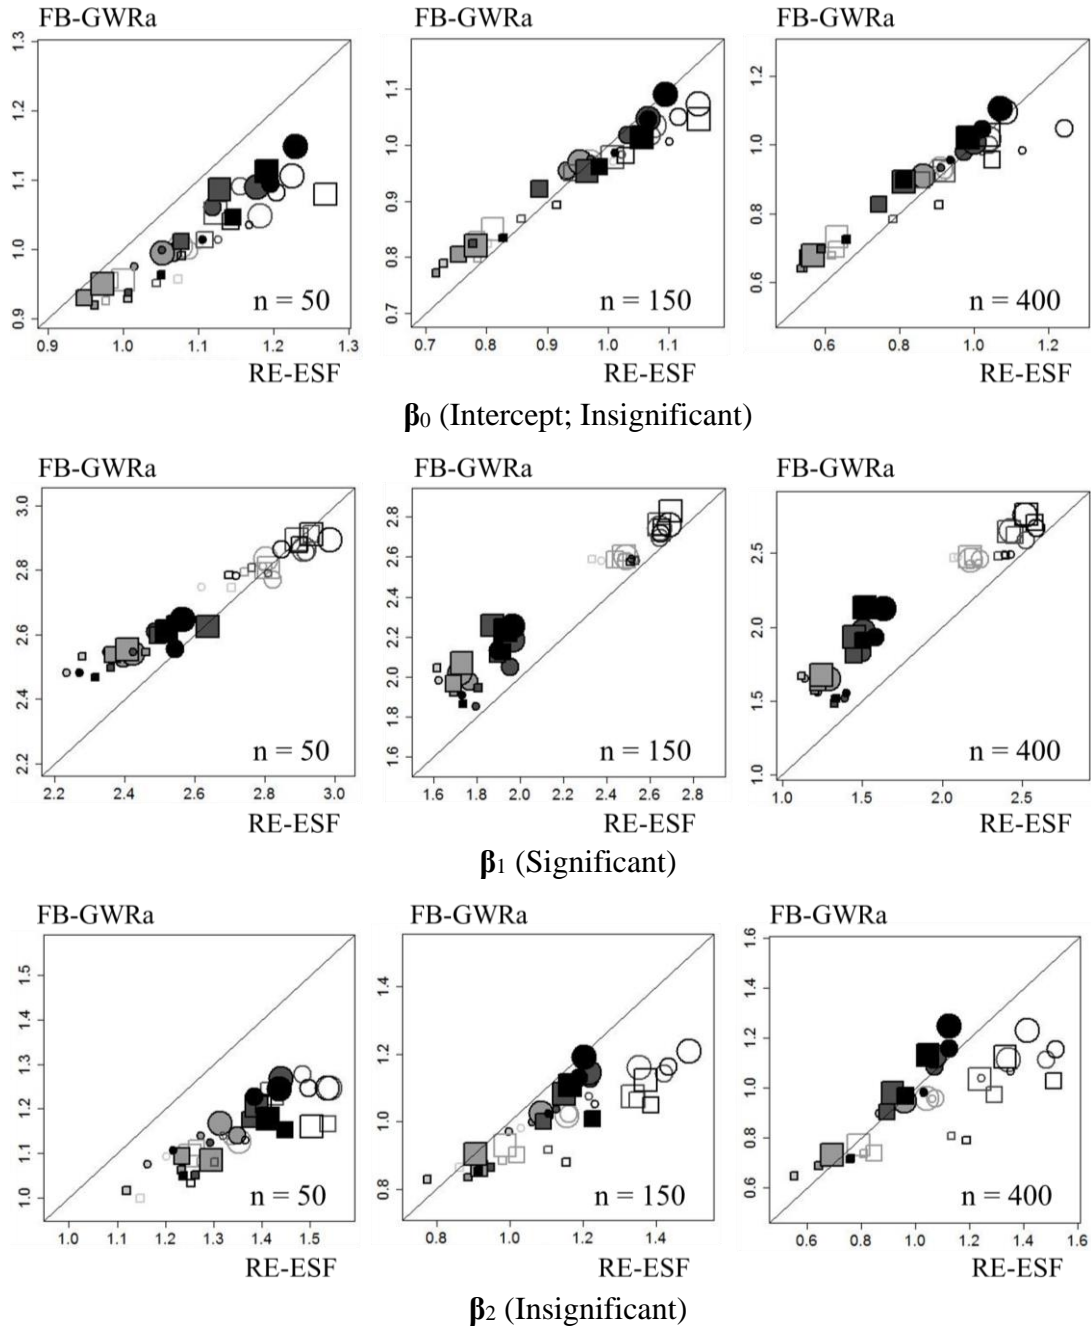 FB-GWRa FB-GWRa FB-GWRa
1.3 1.2 1.1 1.0 0.9
n = 50
0.9 1.0 1.1 1.2 1.3
RE-ESF
1.1 1.0 0.9 0.8 0.7
n = 150
0.7 0.8 0.9 1.0 1.1
RE-ESF
1.2 1.0 0.8 0.6
n = 400
0.6 0.8 1.0 1.2
RE-ESF
β0 (Intercept; Insignificant)
FB-GWRa FB-GWRa FB-GWRa
3.0 2.8 2.6 2.4 2.2
n = 50
2.2 2.4 2.6 2.8 3.0
RE-ESF
2.8 2.6 2.4 2.2 2.0 1.8 1.6
n = 150
1.6 1.8 2.0 2.2 2.4 2.6 2.8
RE-ESF
2.5 2.0 1.5 1.0
n = 400
1.0 1.5 2.0 2.5
RE-ESF
β1 (Significant)
FB-GWRa FB-GWRa FB-GWRa
1.5 1.4 1.3 1.2 1.1 1.0
n = 50
1.0 1.1 1.2 1.3 1.4 1.5
RE-ESF
1.4 1.2 1.0 0.8
n = 150
0.8 1.0 1.2 1.4
RE-ESF
1.6 1.4 1.2 1.0 0.8 0.6
n = 400
0.6 0.8 1.0 1.2 1.4 1.6
RE-ESF
β2 (Insignificant)